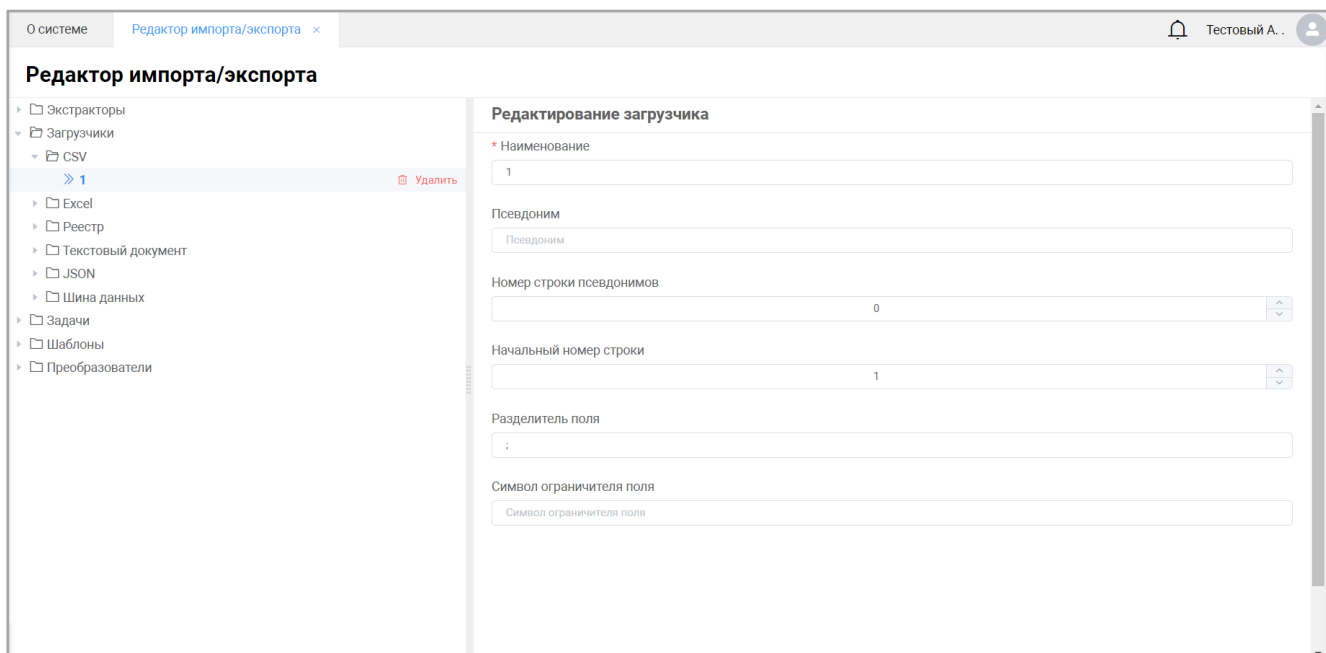 О системе
Редактор импорта/экспорта ×
Тестовый А. .
Редактор импорта/экспорта
Экстракторы
Загрузчики
CSV
1
Удалить
Excel
Реестр
Текстовый документ
JSON
Шина данных
Задачи
Шаблоны
Преобразователи
Редактирование загрузчика
* Наименование
1
Псевдоним
Псевдоним
Номер строки псевдонимов
0
Начальный номер строки
1
Разделитель поля
;
Символ ограничителя поля
Символ ограничителя поля